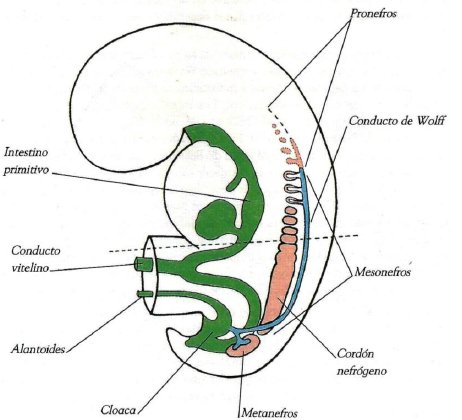 Pronefros
Conducto de Wolff
Intestino
primitivo
Conducto
vitelino
Mesonefros
Alantoides
Cordón
nefrógeno
Cloaca
Metanefros